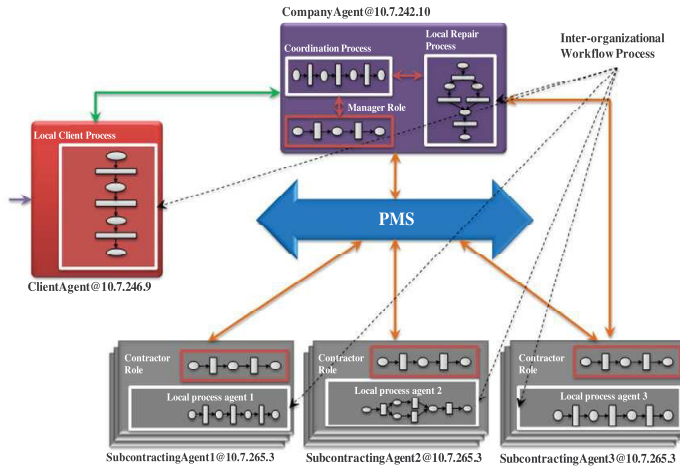 CompanyAgent@10.7.242.10
Coordination Process
Local Repair
Process
Inter-organizational
Workflow Process
Manager Role
Local Client Process
PMS
ClientAgent@10.7.246.9
Contractor
Role
Local process agent 1
Contractor
Role
Local process agent 2
Contractor
Role
Local process agent 3
SubcontractingAgent1@10.7.265.3
SubcontractingAgent2@10.7.265.3
SubcontractingAgent3@10.7.265.3